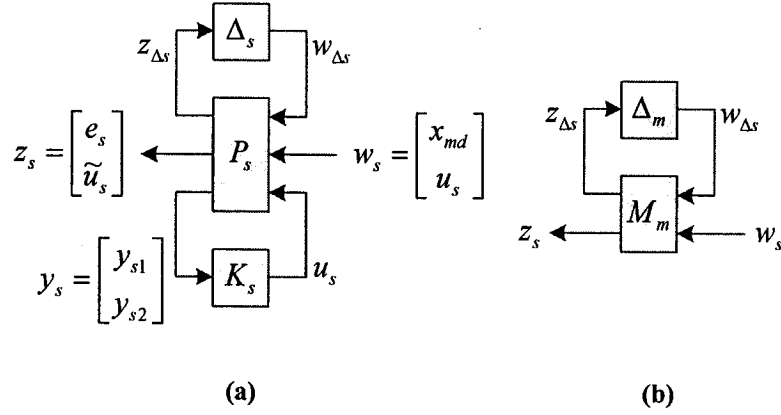 Δ_s
z_Δs
w_Δs
P_s
z_s = [e_s ũ_s]
w_s = [x_md u_s]
K_s
u_s
y_s = [y_s1 y_s2]
(a)
Δ_m
z_Δs
w_Δs
M_m
z_s
w_s
(b)